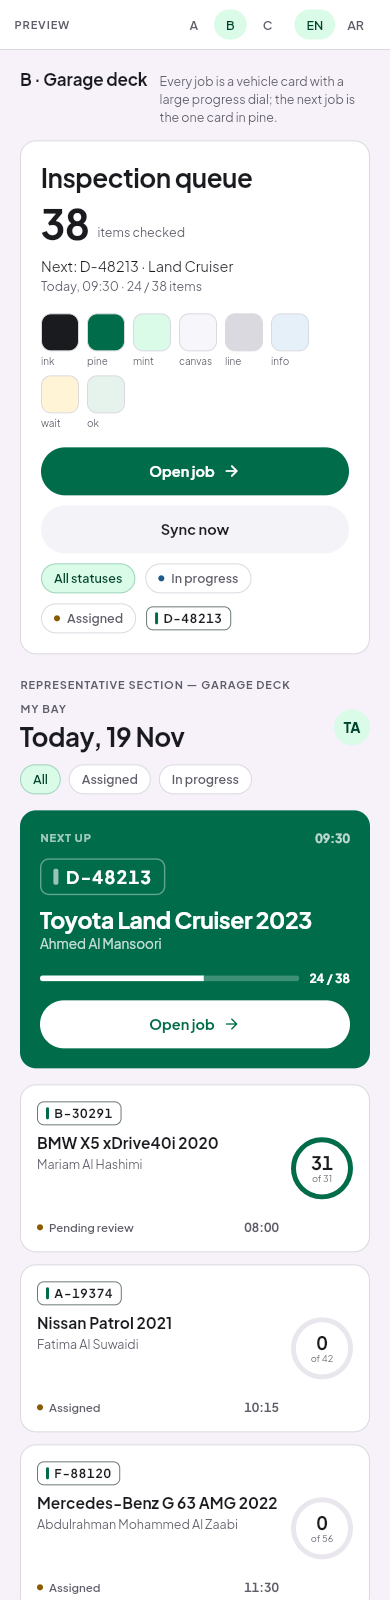 PREVIEW
A B C EN AR
B · Garage deck
Every job is a vehicle card with a
large progress dial; the next job is
the one card in pine.
Inspection queue
38 items checked
Next: D-48213 · Land Cruiser
Today, 09:30 · 24 / 38 items
ink pine mint canvas line info
wait ok
Open job →
Sync now
All statuses In progress
Assigned D-48213
REPRESENTATIVE SECTION — GARAGE DECK
MY BAY
Today, 19 Nov
TA
All Assigned In progress
NEXT UP 09:30
D-48213
Toyota Land Cruiser 2023
Ahmed Al Mansoori
24 / 38
Open job →
B-30291
BMW X5 xDrive40i 2020
Mariam Al Hashimi
31
of 31
Pending review 08:00
A-19374
Nissan Patrol 2021
Fatima Al Suwaidi
0
of 42
Assigned 10:15
F-88120
Mercedes-Benz G 63 AMG 2022
Abdulrahman Mohammed Al Zaabi
0
of 56
Assigned 11:30